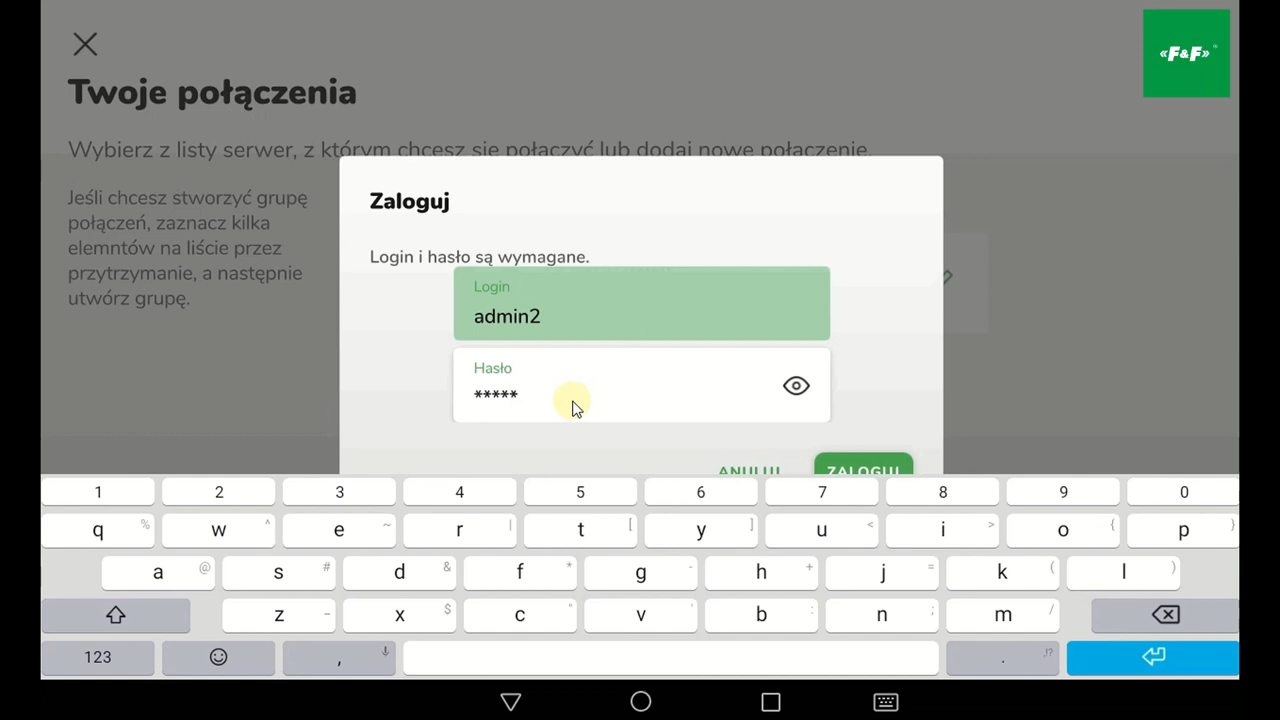 «F&F»
Twoje połączenia
Wybierz z listy serwer, z którym chcesz się połączyć lub dodaj nowe połączenie.
Jeśli chcesz stworzyć grupę
połączeń, zaznacz kilka
elemntów na liście przez
przytrzymanie, a następnie
utwórz grupę.
Zaloguj
Login i hasło są wymagane.
Login
admin2
Hasło
*****
ANULUJ
ZALOGUJ
1 2 3 4 5 6 7 8 9 0
q % w ^ e ~ r | t [ y ] u < i > o { p }
a @ s # d & f * g - h + j = k ( l )
z _ x $ c " v ' b : n ; m /
123 , . ,!?